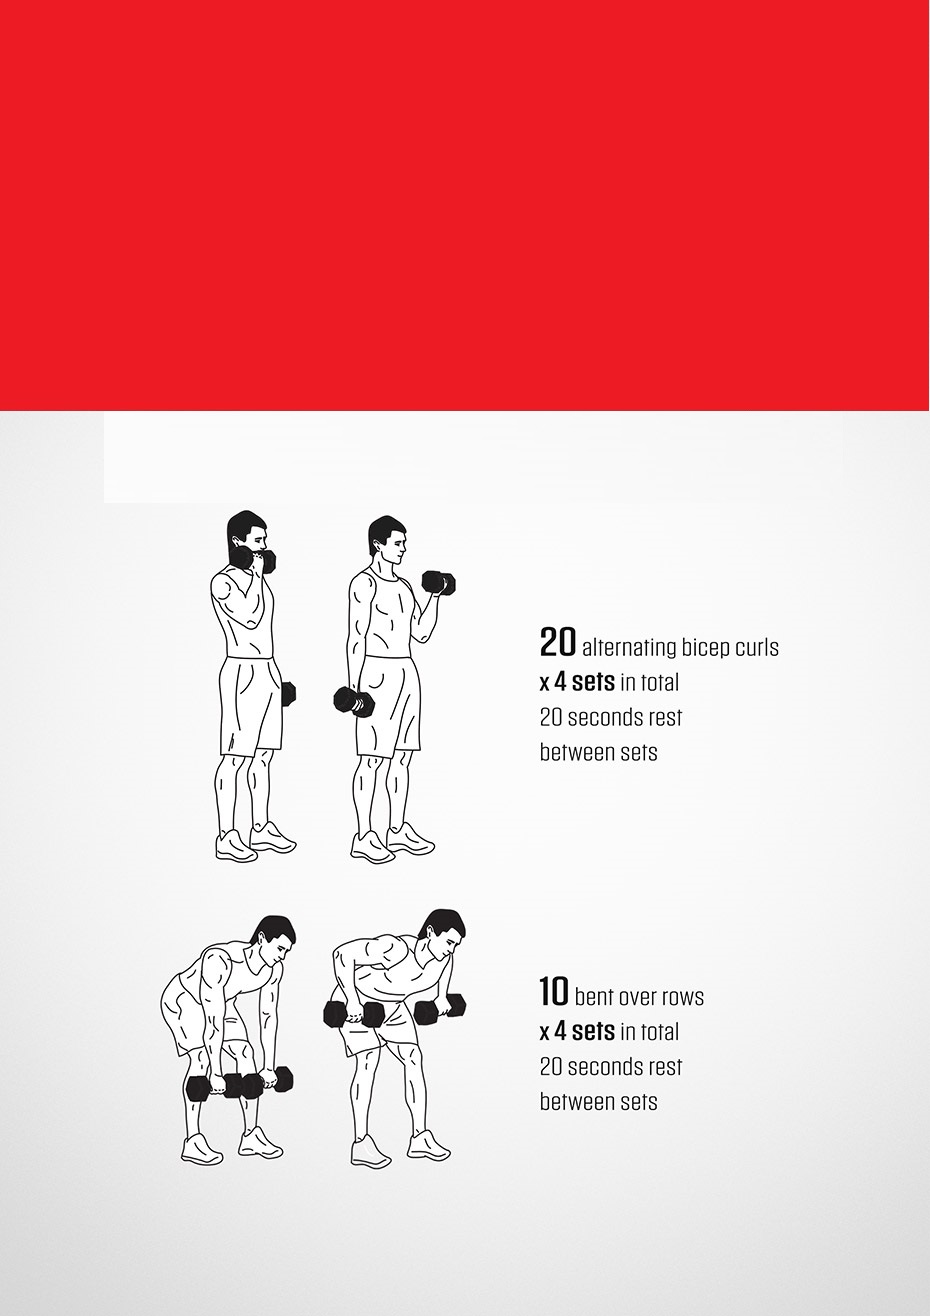 20 alternating bicep curls
x 4 sets in total
20 seconds rest
between sets
10 bent over rows
x 4 sets in total
20 seconds rest
between sets